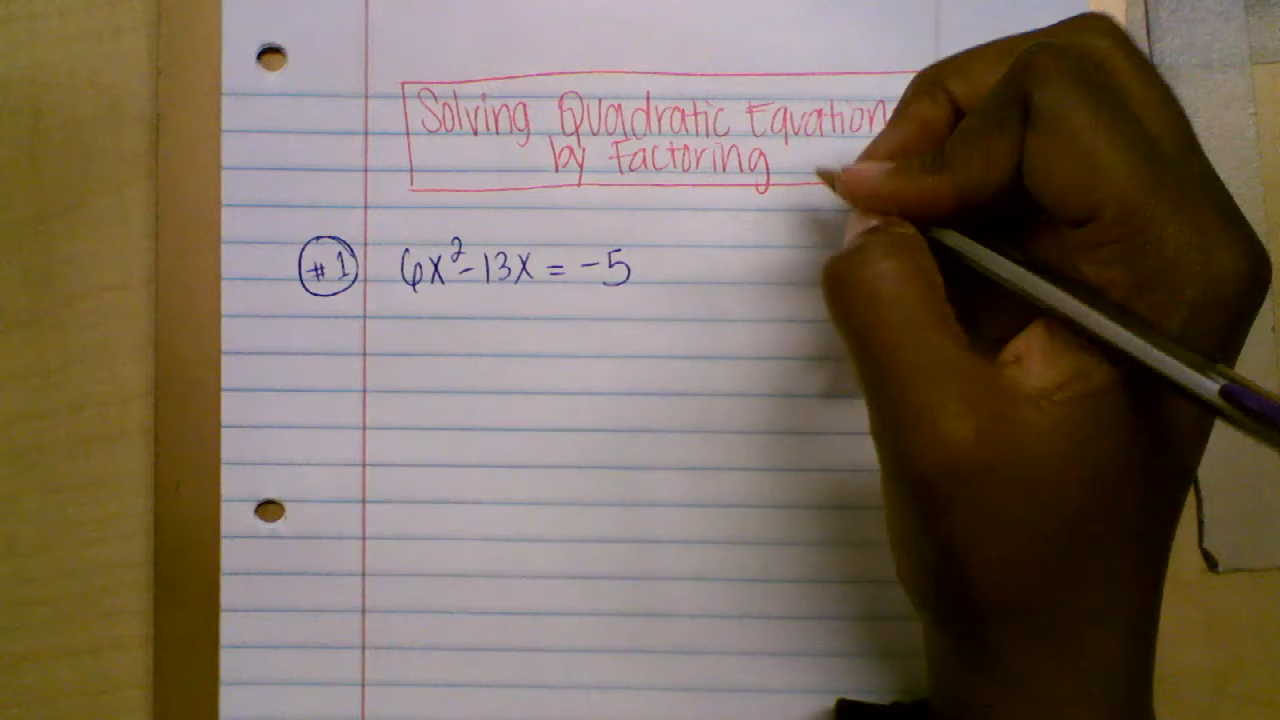 Solving Quadratic Equation
by Factoring
#1 6x²-13x = -5